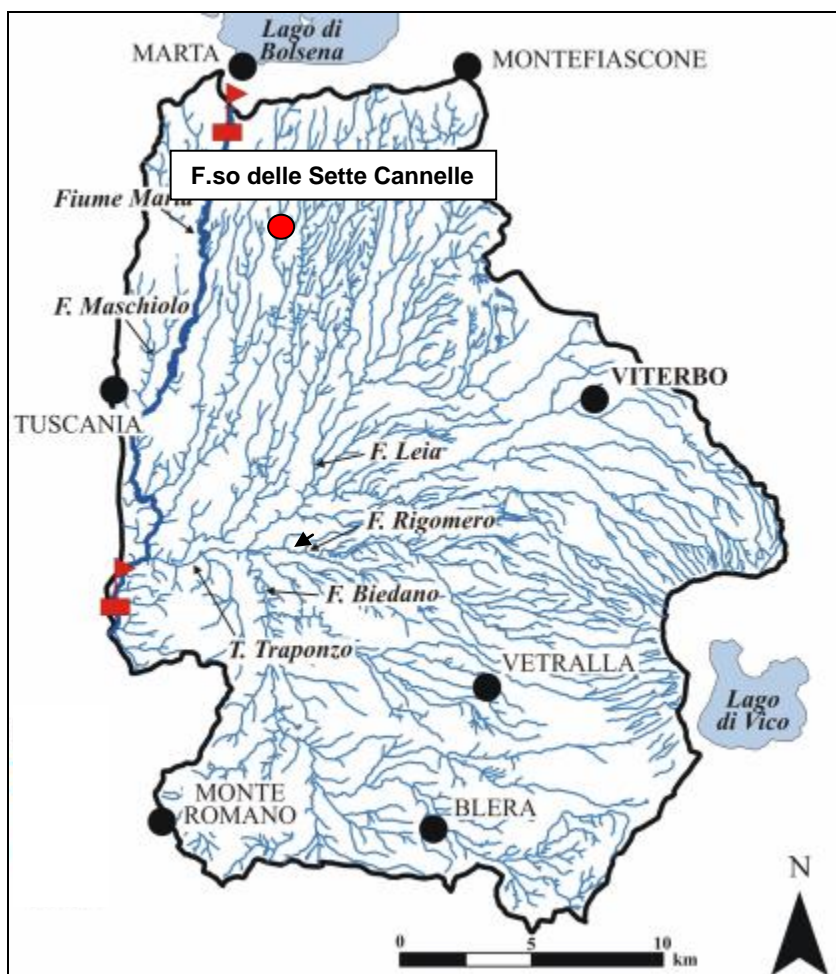 Lago di
Bolsena
MARTA
MONTEFIASCONE
F.so delle Sette Cannelle
Fiume Marta
F. Maschiolo
VITERBO
TUSCANIA
F. Leia
F. Rigomero
F. Biedano
T. Traponzo
VETRALLA
Lago
di Vico
MONTE
ROMANO
BLERA
N
0
5
10
km